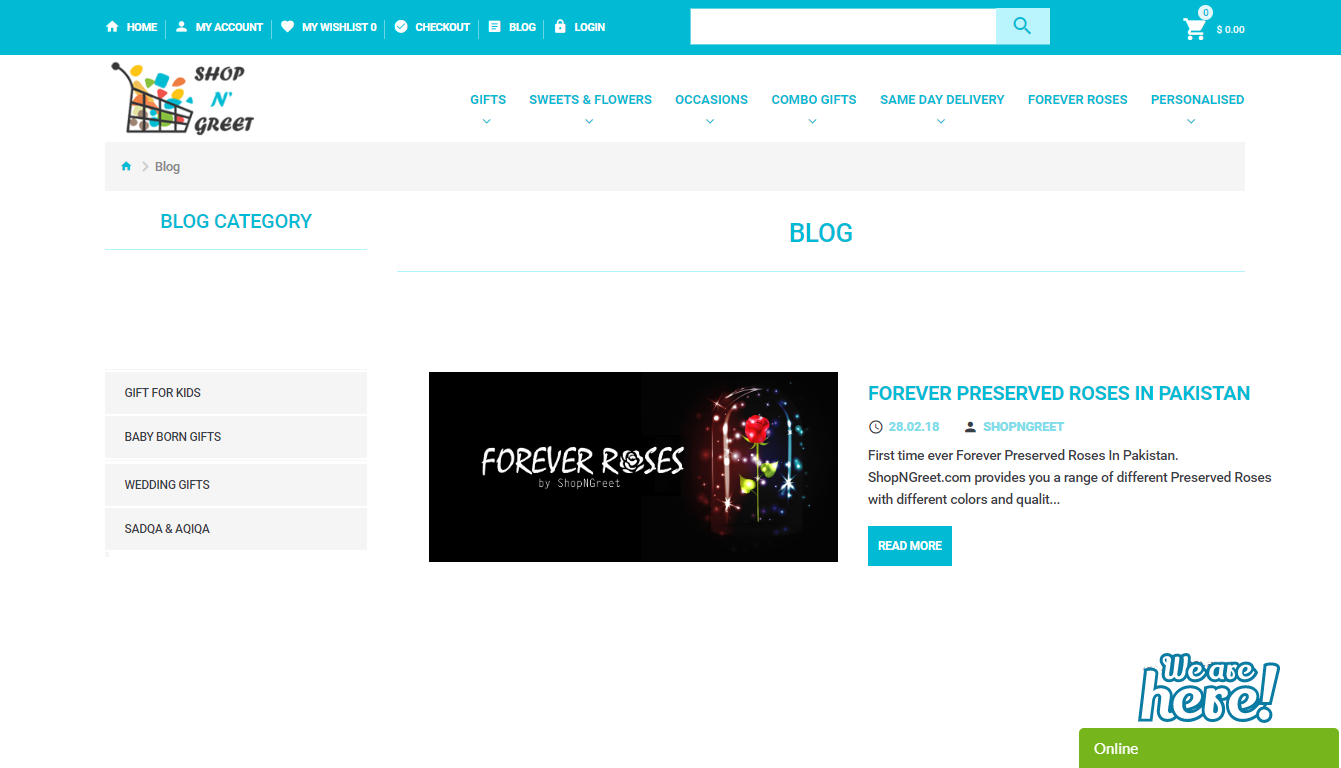 HOME MY ACCOUNT MY WISHLIST 0 CHECKOUT BLOG LOGIN 0 $ 0.00
SHOP
N'
GREET
GIFTS SWEETS & FLOWERS OCCASIONS COMBO GIFTS SAME DAY DELIVERY FOREVER ROSES PERSONALISED
Blog
BLOG CATEGORY
BLOG
GIFT FOR KIDS
BABY BORN GIFTS
WEDDING GIFTS
SADQA & AQIQA
FOREVER ROSES
by ShopNGreet
FOREVER PRESERVED ROSES IN PAKISTAN
28.02.18 SHOPNGREET
First time ever Forever Preserved Roses In Pakistan.
ShopNGreet.com provides you a range of different Preserved Roses
with different colors and qualit...
READ MORE
We are
here!
Online